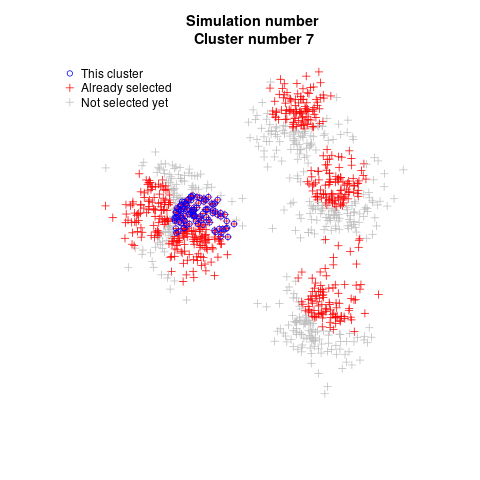 Simulation number
Cluster number 7
This cluster
Already selected
Not selected yet